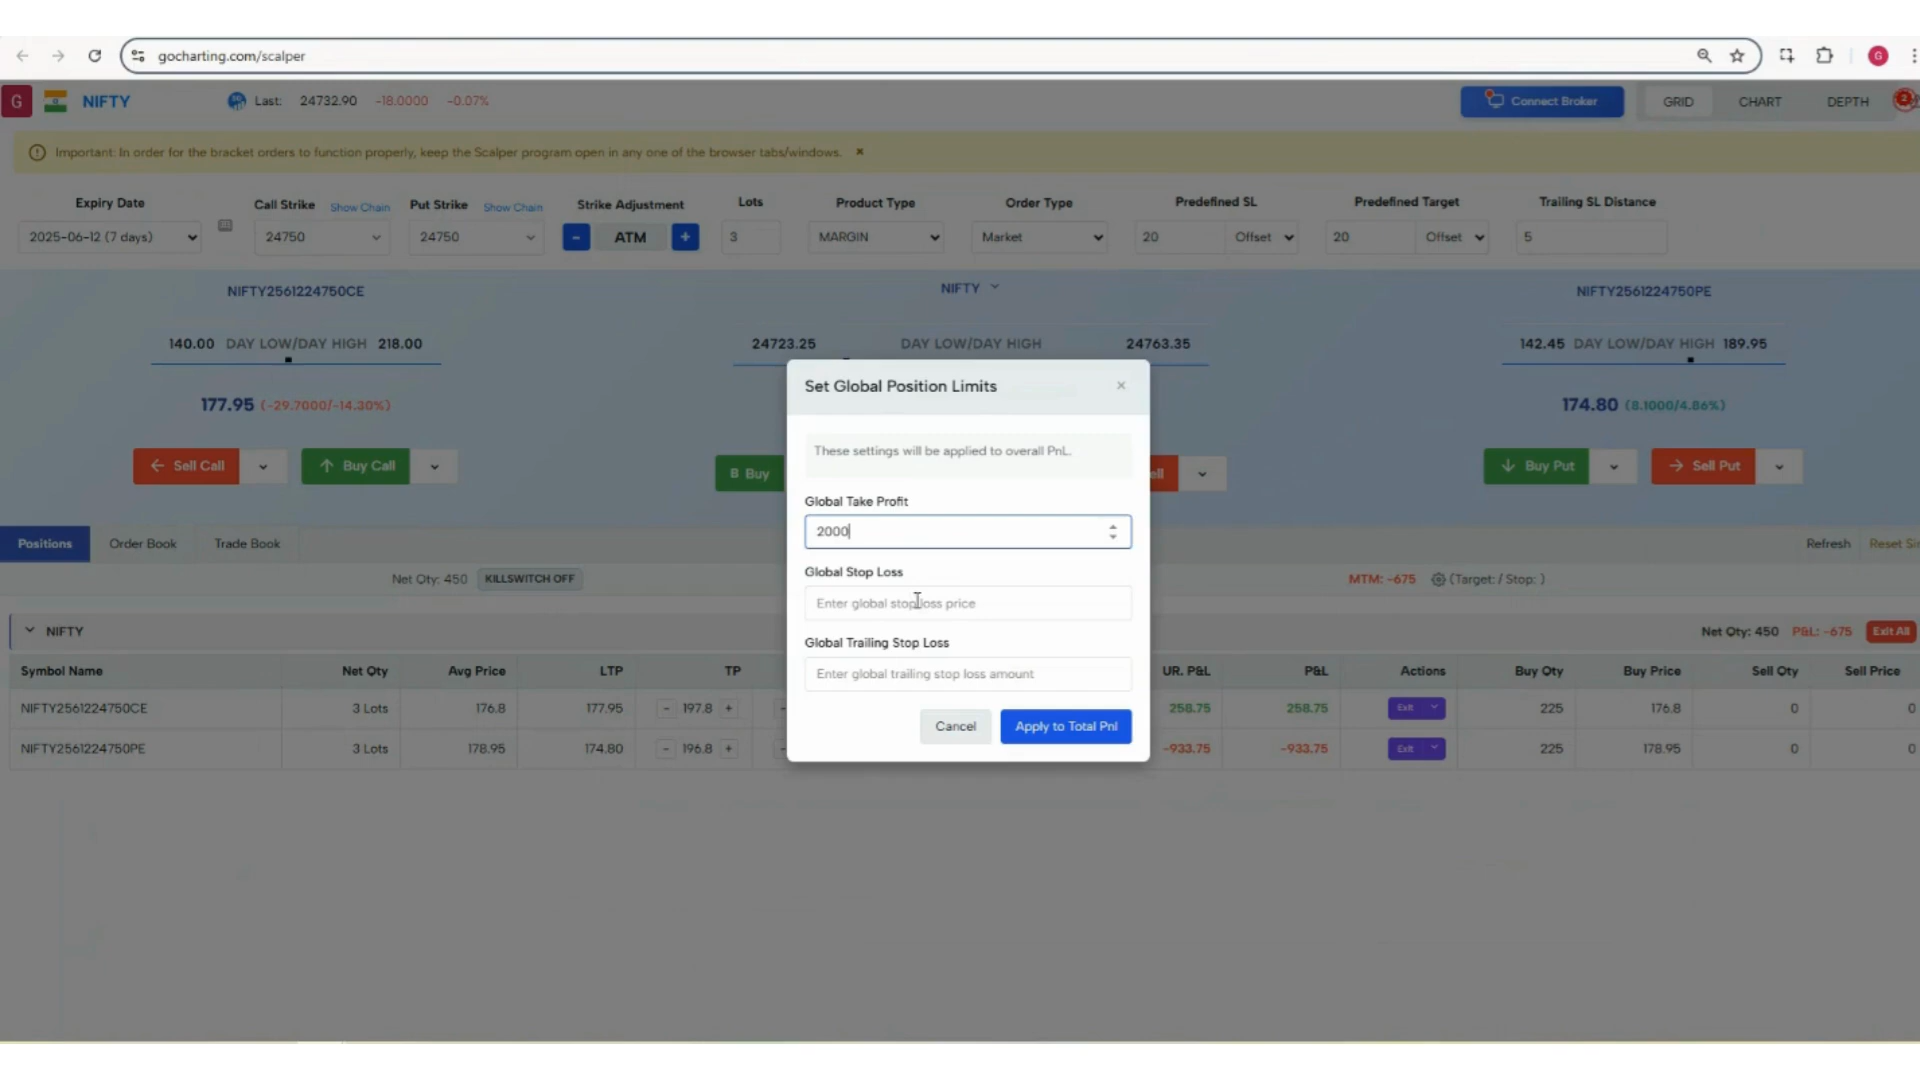 gocharting.com/scalper
G
G NIFTY Last: 24732.90 -18.0000 -0.07% Connect Broker GRID CHART DEPTH 2
Important: In order for the bracket orders to function properly, keep the Scalper program open in any one of the browser tabs/windows. ×
Expiry Date Call Strike Show Chain Put Strike Show Chain Strike Adjustment Lots Product Type Order Type Predefined SL Predefined Target Trailing SL Distance
2025-06-12 (7 days) 24750 24750 - ATM + 3 MARGIN Market 20 Offset 20 Offset 5
NIFTY2561224750CE NIFTY NIFTY2561224750PE
140.00 DAY LOW/DAY HIGH 218.00 24723.25 DAY LOW/DAY HIGH 24763.35 142.45 DAY LOW/DAY HIGH 189.95
177.95 (-29.7000/-14.30%) 174.80 (8.1000/4.86%)
Sell Call Buy Call B Buy ell Buy Put Sell Put
Set Global Position Limits ×
These settings will be applied to overall PnL.
Global Take Profit
2000
Global Stop Loss
Enter global stop loss price
Global Trailing Stop Loss
Enter global trailing stop loss amount
Cancel Apply to Total Pnl
Positions Order Book Trade Book Refresh Reset Si
Net Qty: 450 KILLSWITCH OFF MTM: -675 (Target: / Stop: )
NIFTY Net Qty: 450 P&L: -675 Exit All
Symbol Name Net Qty Avg Price LTP TP UR. P&L P&L Actions Buy Qty Buy Price Sell Qty Sell Price
NIFTY2561224750CE 3 Lots 176.8 177.95 - 197.8 + - 258.75 258.75 Exit 225 176.8 0 0
NIFTY2561224750PE 3 Lots 178.95 174.80 - 196.8 + - -933.75 -933.75 Exit 225 178.95 0 0